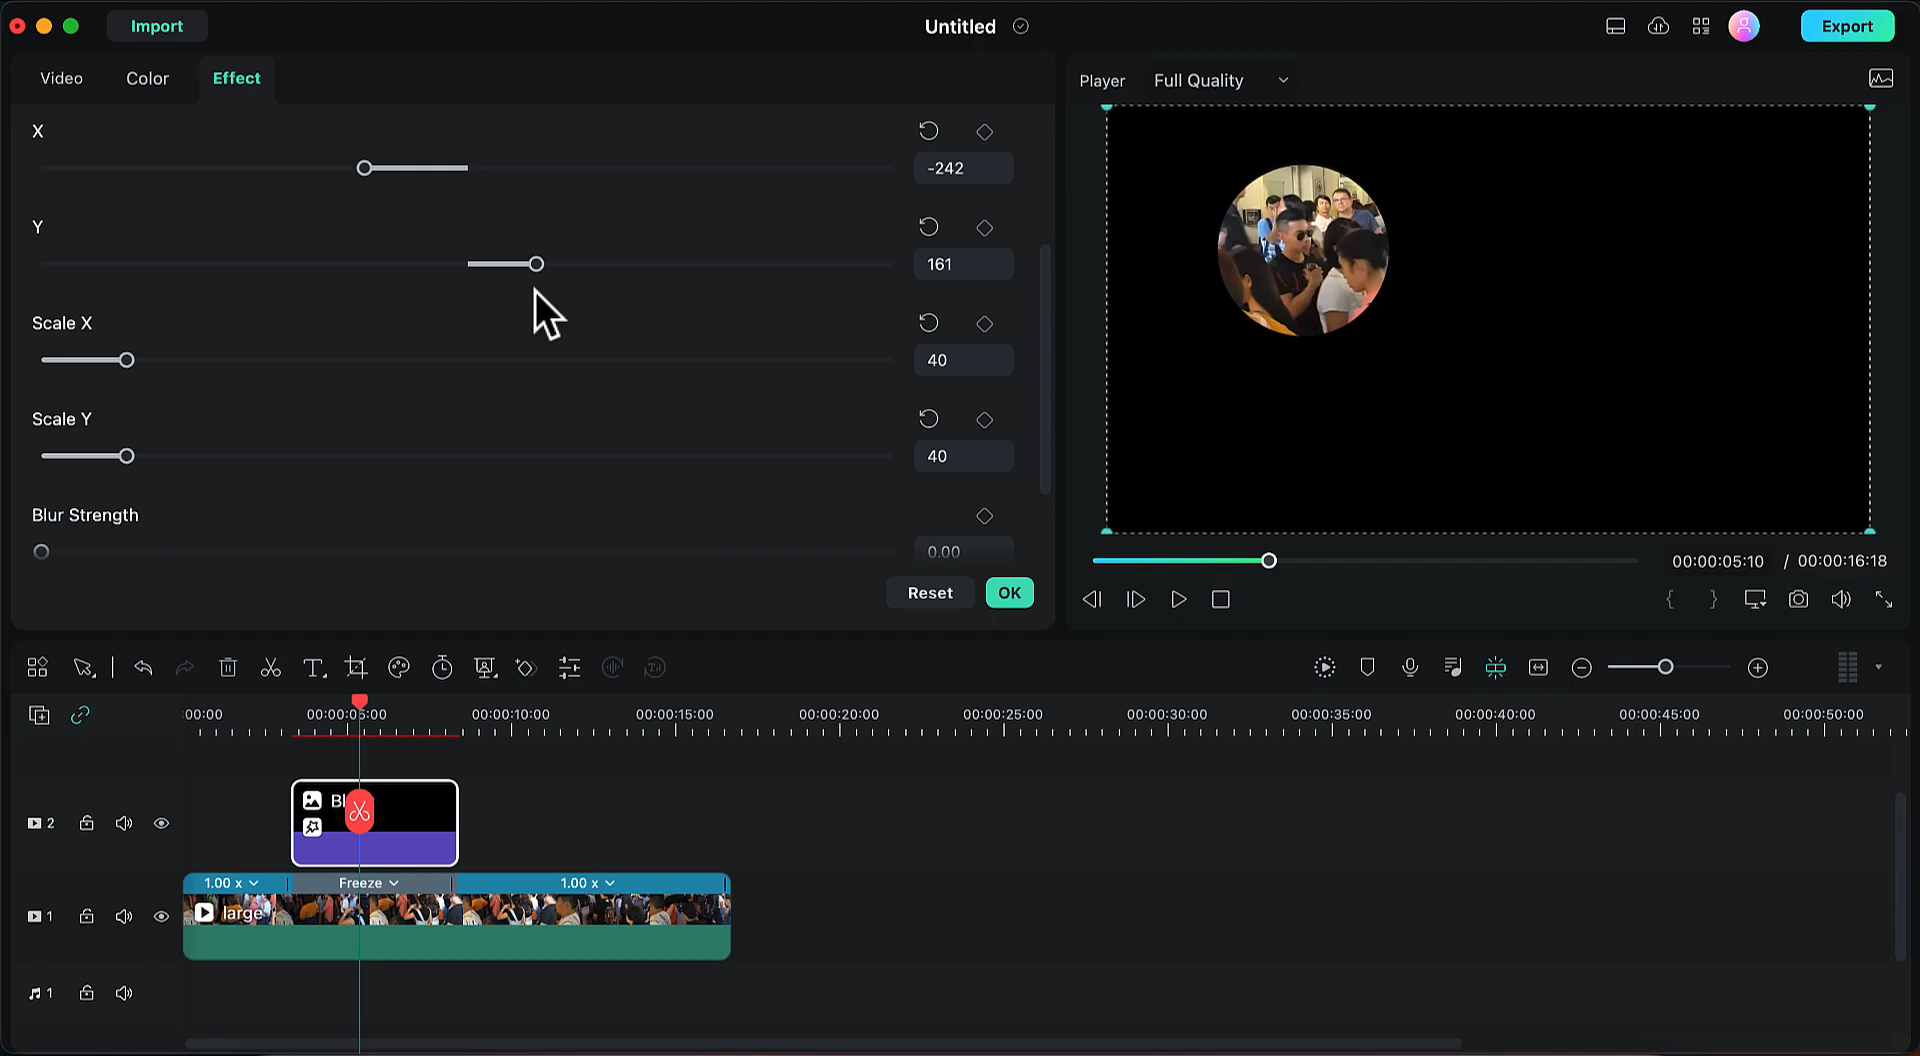 Import
Untitled
Export
Video
Color
Effect
Player
Full Quality
X
-242
Y
161
Scale X
40
Scale Y
40
Blur Strength
0.00
Reset
OK
00:00:05:10 / 00:00:16:18
:00:00
00:00:05:00
00:00:10:00
00:00:15:00
00:00:20:00
00:00:25:00
00:00:30:00
00:00:35:00
00:00:40:00
00:00:45:00
00:00:50:00
Bl
2
1.00 x
Freeze
1.00 x
large
1
1